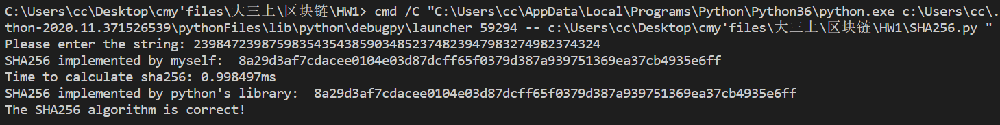 C:\Users\cc\Desktop\cmy'files\大三上\区块链\HW1> cmd /C "C:\Users\cc\AppData\Local\Programs\Python\Python36\python.exe c:\Users\cc\.
thon-2020.11.371526539\pythonFiles\lib\python\debugpy\launcher 59294 -- c:\Users\cc\Desktop\cmy'files\大三上\区块链\HW1\SHA256.py "
Please enter the string: 239847239875983543543859034852374823947983274982374324
SHA256 implemented by myself:  8a29d3af7cdacee0104e03d87dcff65f0379d387a939751369ea37cb4935e6ff
Time to calculate sha256: 0.998497ms
SHA256 implemented by python's library:  8a29d3af7cdacee0104e03d87dcff65f0379d387a939751369ea37cb4935e6ff
The SHA256 algorithm is correct!